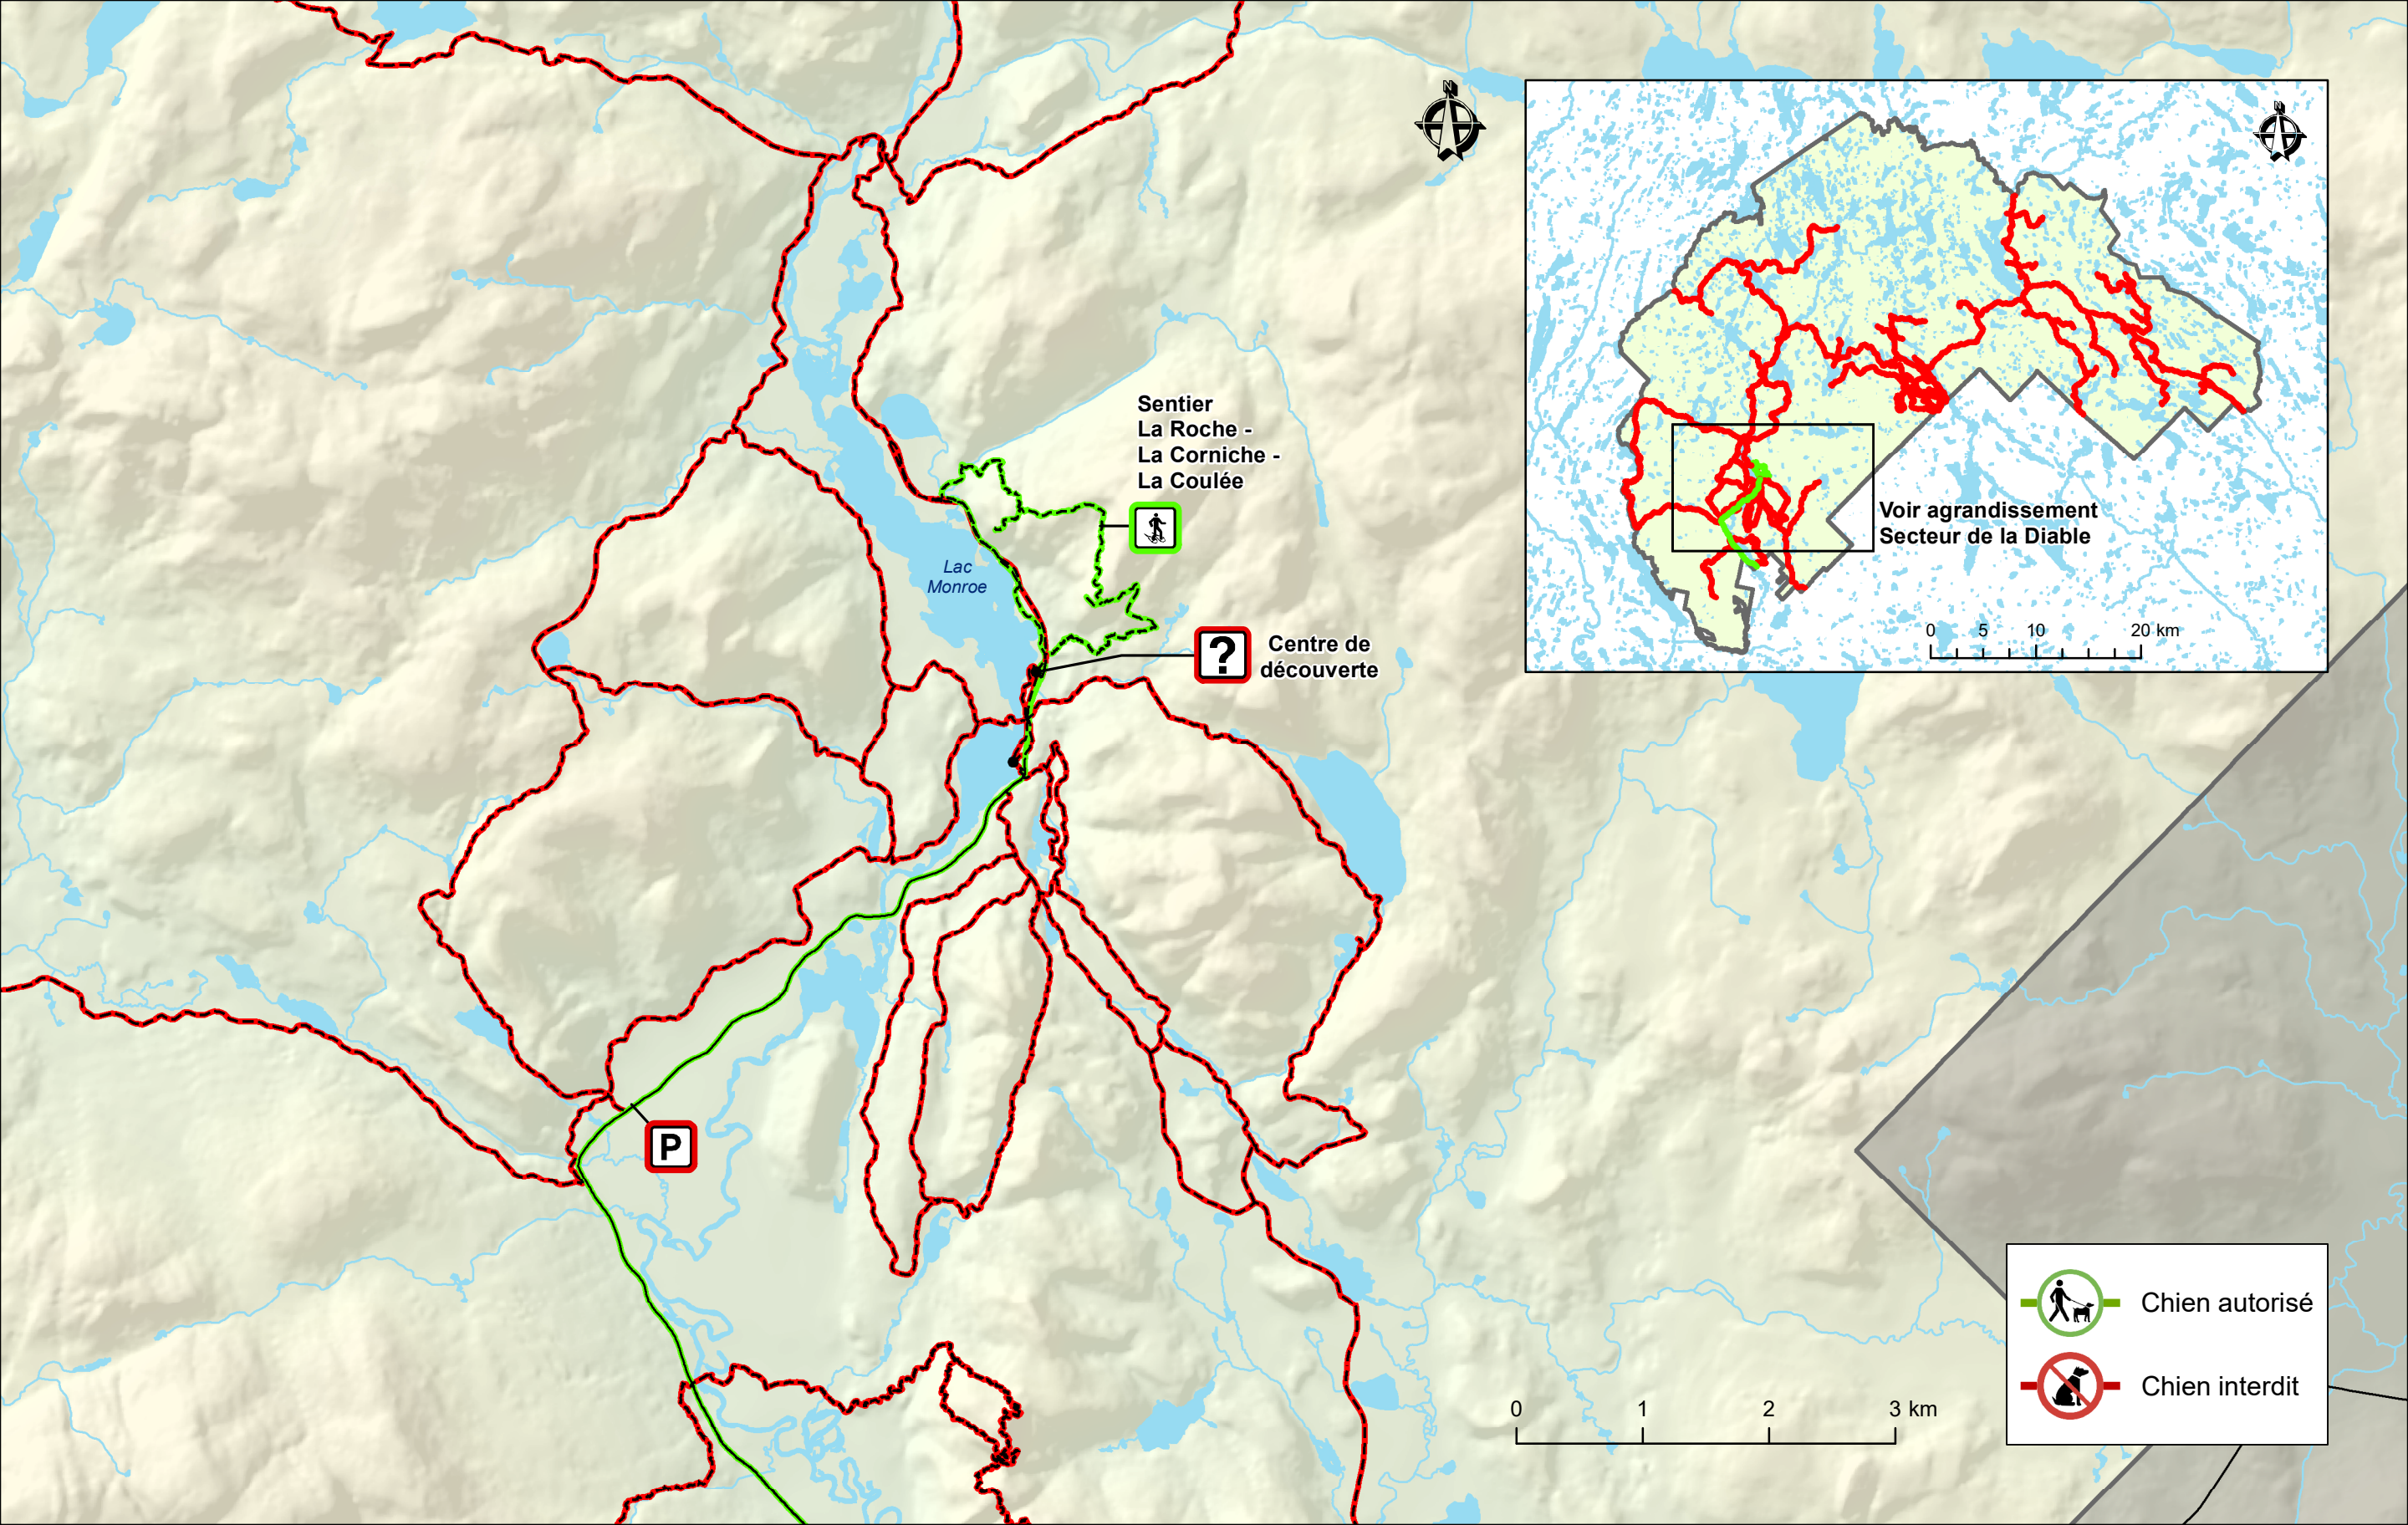 N
N
Sentier
La Roche -
La Corniche -
La Coulée
Lac
Monroe
?
Centre de
découverte
Voir agrandissement
Secteur de la Diable
0 5 10 20 km
P
Chien autorisé
Chien interdit
0 1 2 3 km